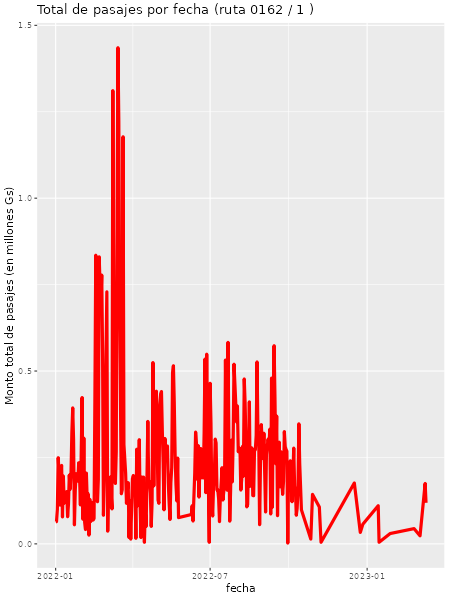 Total de pasajes por fecha (ruta 0162 / 1 )
Monto total de pasajes (en millones Gs)
1.5
1.0
0.5
0.0
2022-01
2022-07
2023-01
fecha